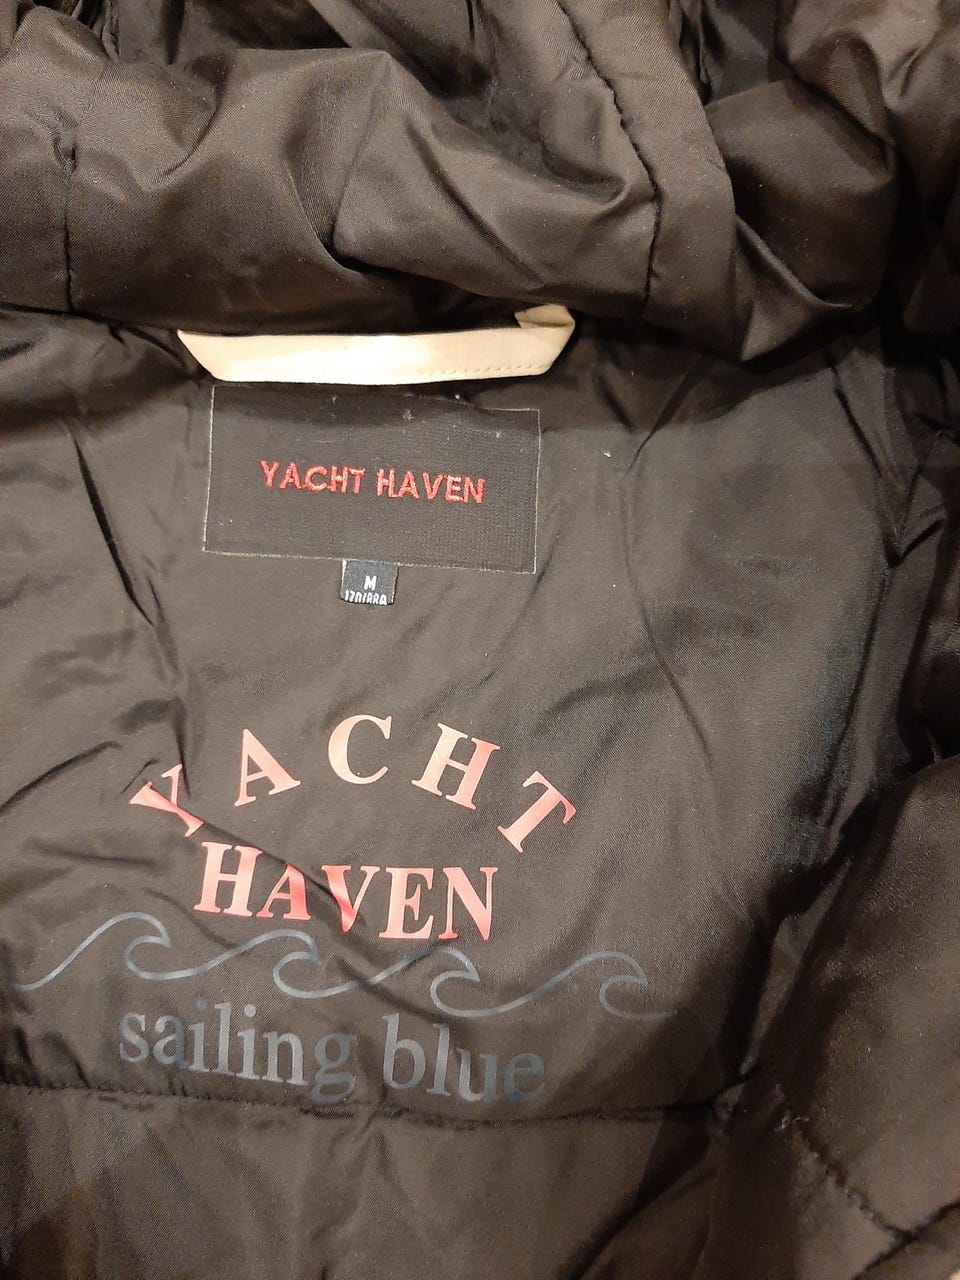 YACHT HAVEN
M
YACHT
HAVEN
sailing blue